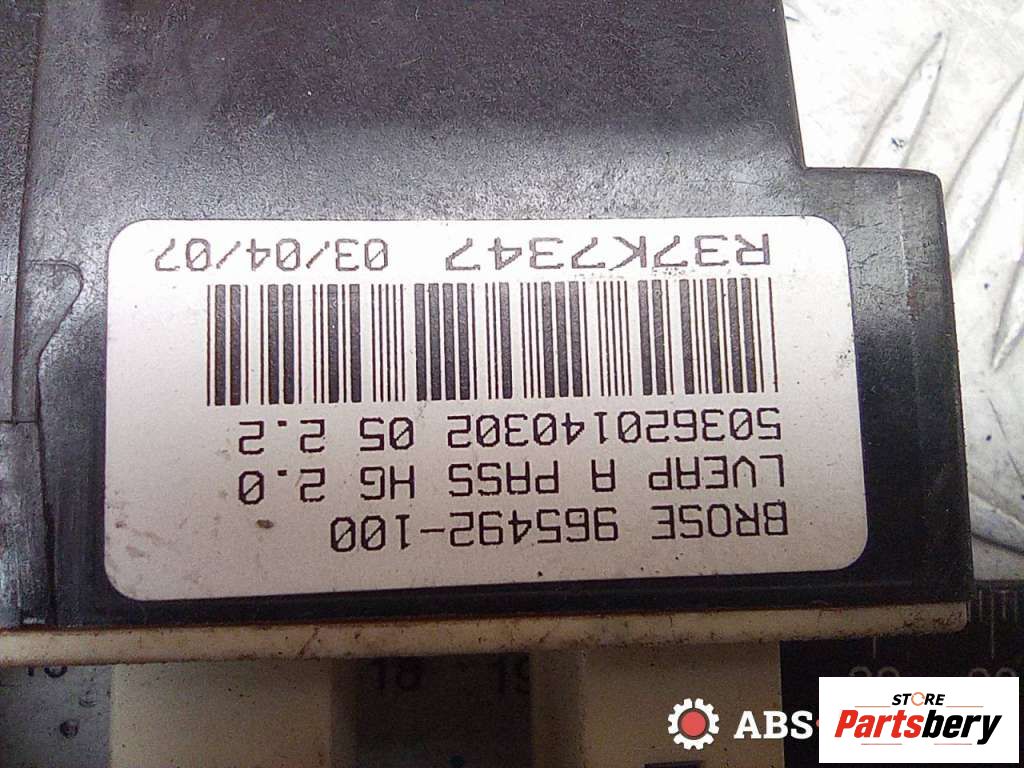 BROSE 965492-100
LVEAP A PASS HG 2.0
503620140302 05 2.2
R37K7347 03/04/07
18
ABS-
STORE
Partsbery